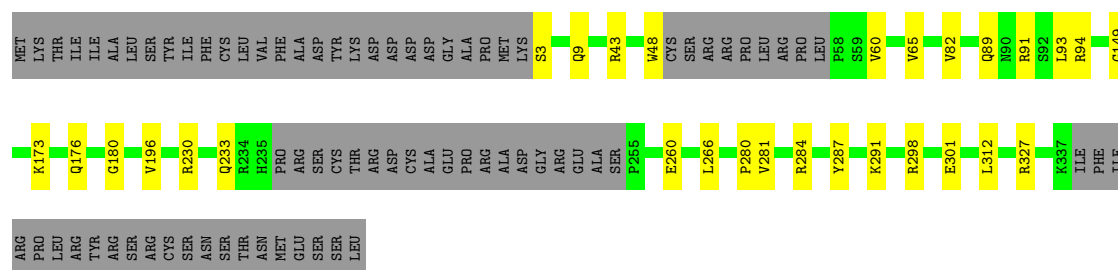 MET LYS THR ILE ILE ALA LEU SER TYR ILE PHE CYS LEU VAL PHE ALA ASP TYR LYS ASP ASP ASP ASP GLY ALA PRO MET LYS S3 Q9 R43 W48 CYS SER ARG ARG PRO LEU ARG PRO LEU P58 S59 V60 V65 V82 Q89 N90 R91 S92 L93 R94 C149
K173 Q176 G180 V196 R230 Q233 R234 H235 PRO ARG SER CYS THR ARG ASP CYS ALA GLU PRO ARG ALA ASP GLY ARG GLU ALA SER P255 E260 L266 P280 V281 R284 Y287 K291 R298 E301 L312 R327 K337 ILE PHE ILE
ARG PRO LEU ARG TYR ARG SER ARG CYS SER ASN SER THR ASN MET GLU SER SER LEU